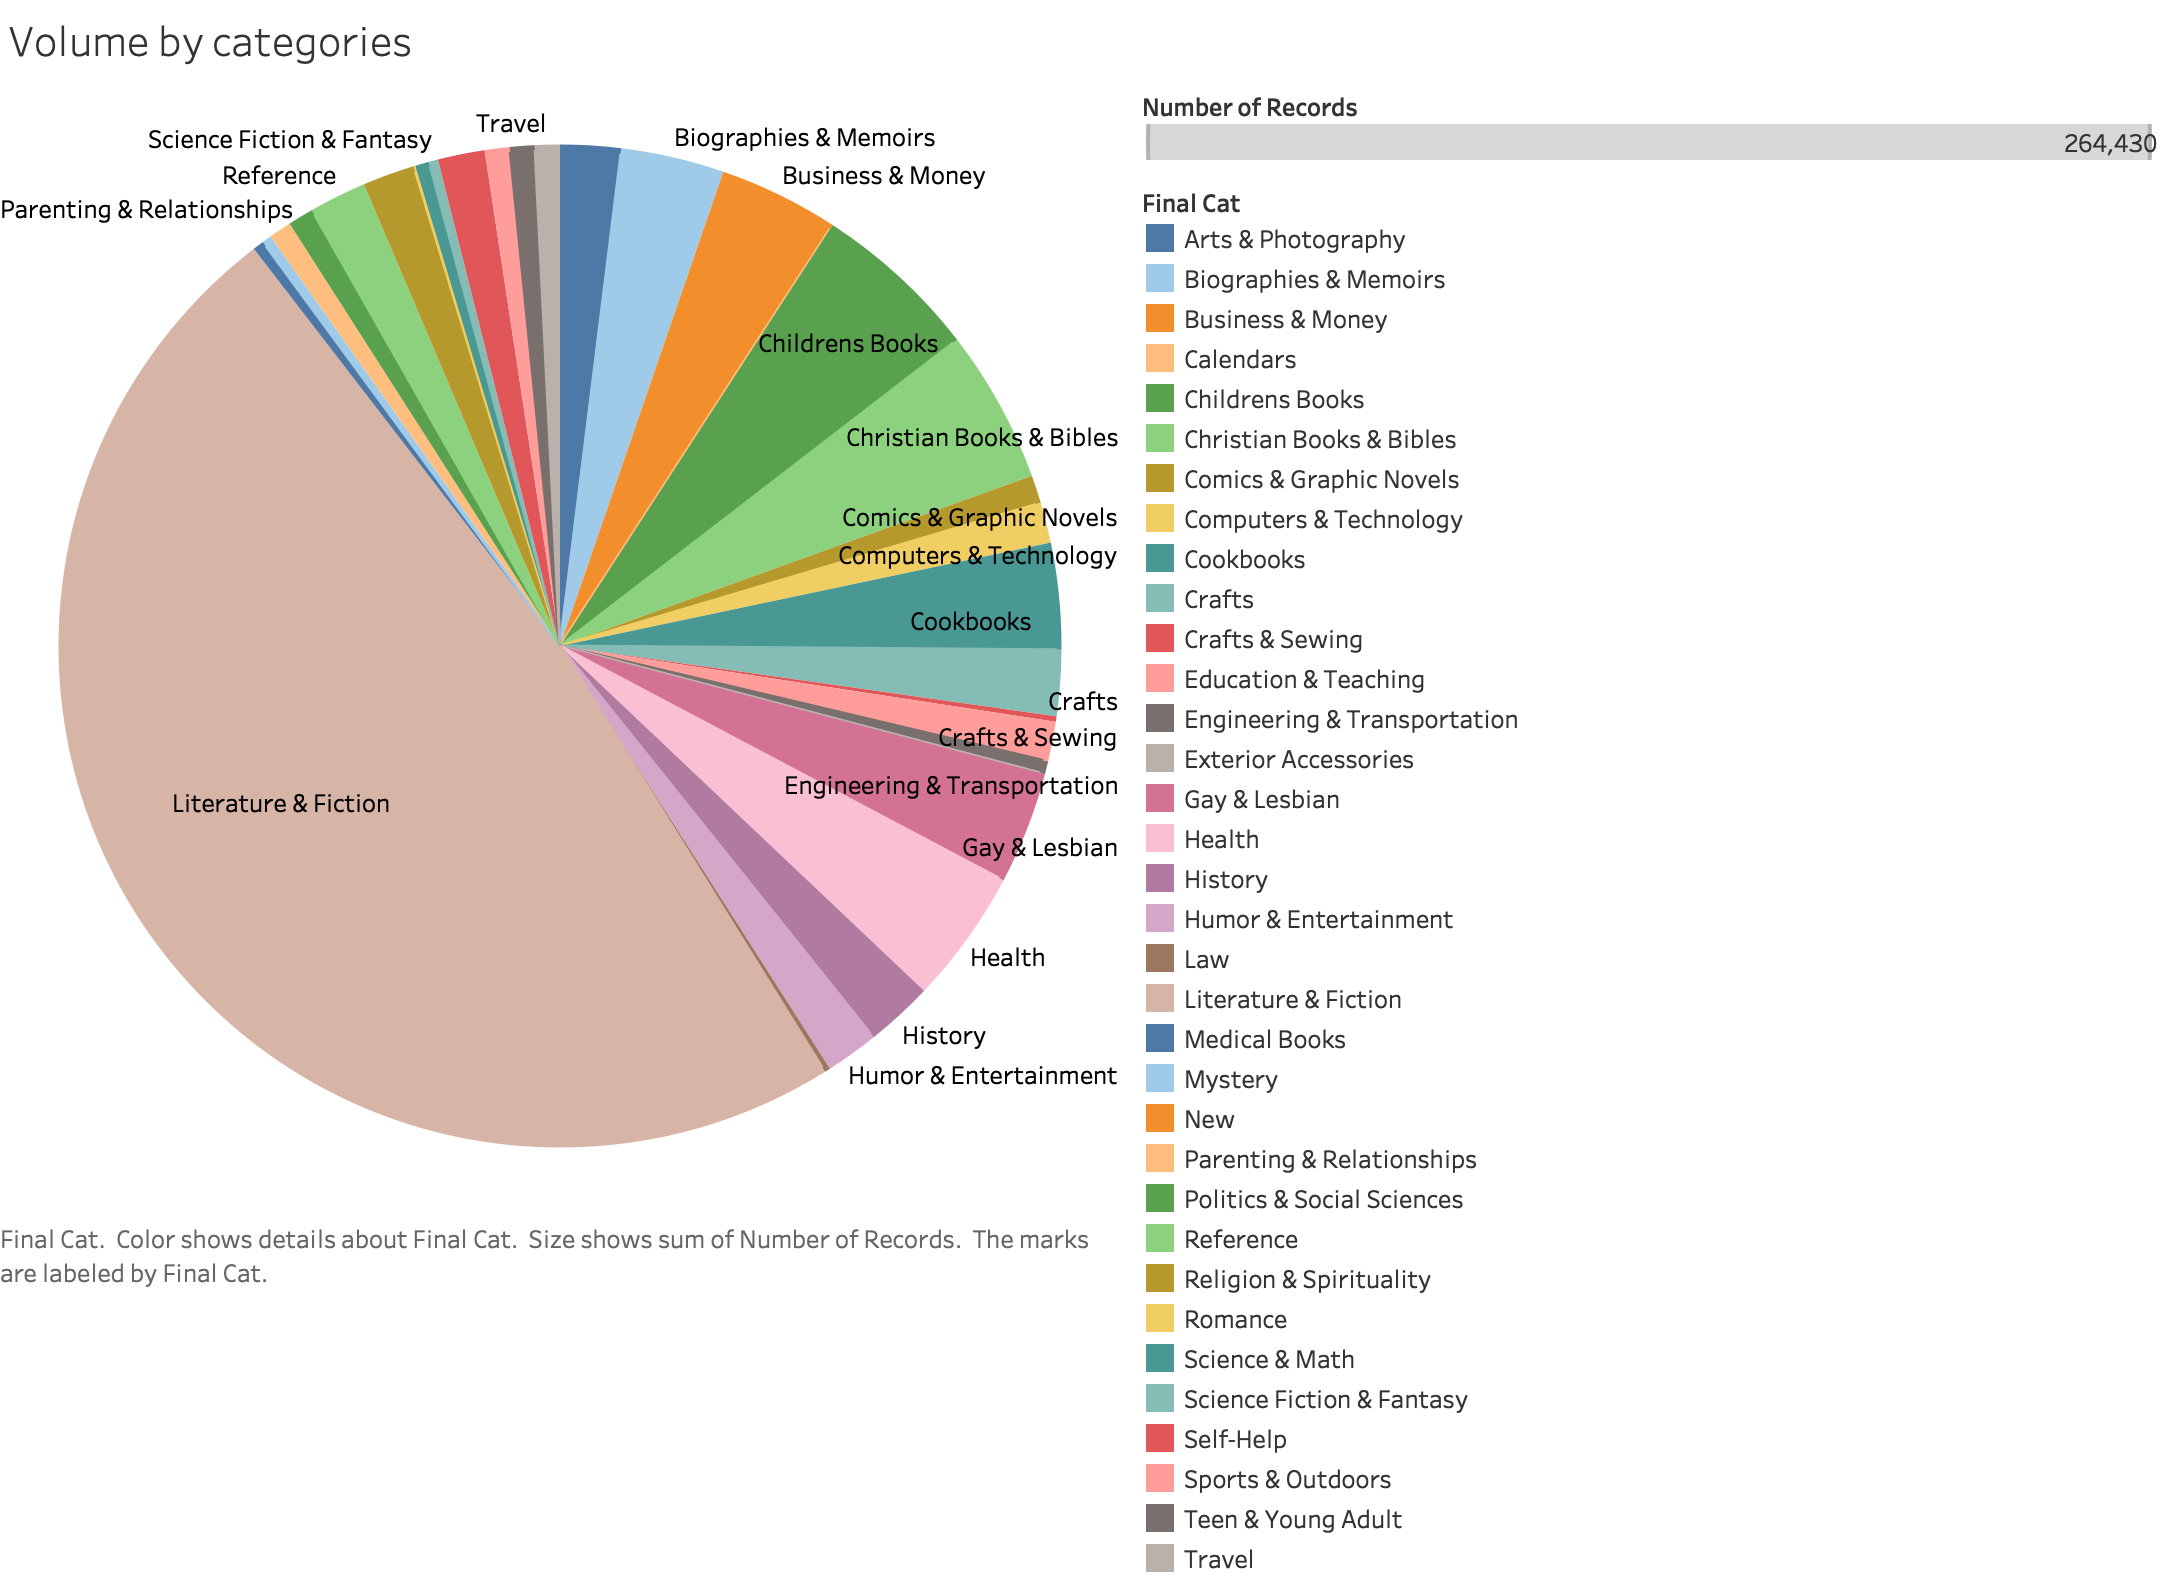 Volume by categories
Travel
Science Fiction & Fantasy
Biographies & Memoirs
Reference
Business & Money
Parenting & Relationships
Childrens Books
Christian Books & Bibles
Comics & Graphic Novels
Computers & Technology
Cookbooks
Crafts
Crafts & Sewing
Engineering & Transportation
Literature & Fiction
Gay & Lesbian
Health
History
Humor & Entertainment
Final Cat. Color shows details about Final Cat. Size shows sum of Number of Records. The marks
are labeled by Final Cat.
Number of Records
264,430
Final Cat
Arts & Photography
Biographies & Memoirs
Business & Money
Calendars
Childrens Books
Christian Books & Bibles
Comics & Graphic Novels
Computers & Technology
Cookbooks
Crafts
Crafts & Sewing
Education & Teaching
Engineering & Transportation
Exterior Accessories
Gay & Lesbian
Health
History
Humor & Entertainment
Law
Literature & Fiction
Medical Books
Mystery
New
Parenting & Relationships
Politics & Social Sciences
Reference
Religion & Spirituality
Romance
Science & Math
Science Fiction & Fantasy
Self-Help
Sports & Outdoors
Teen & Young Adult
Travel